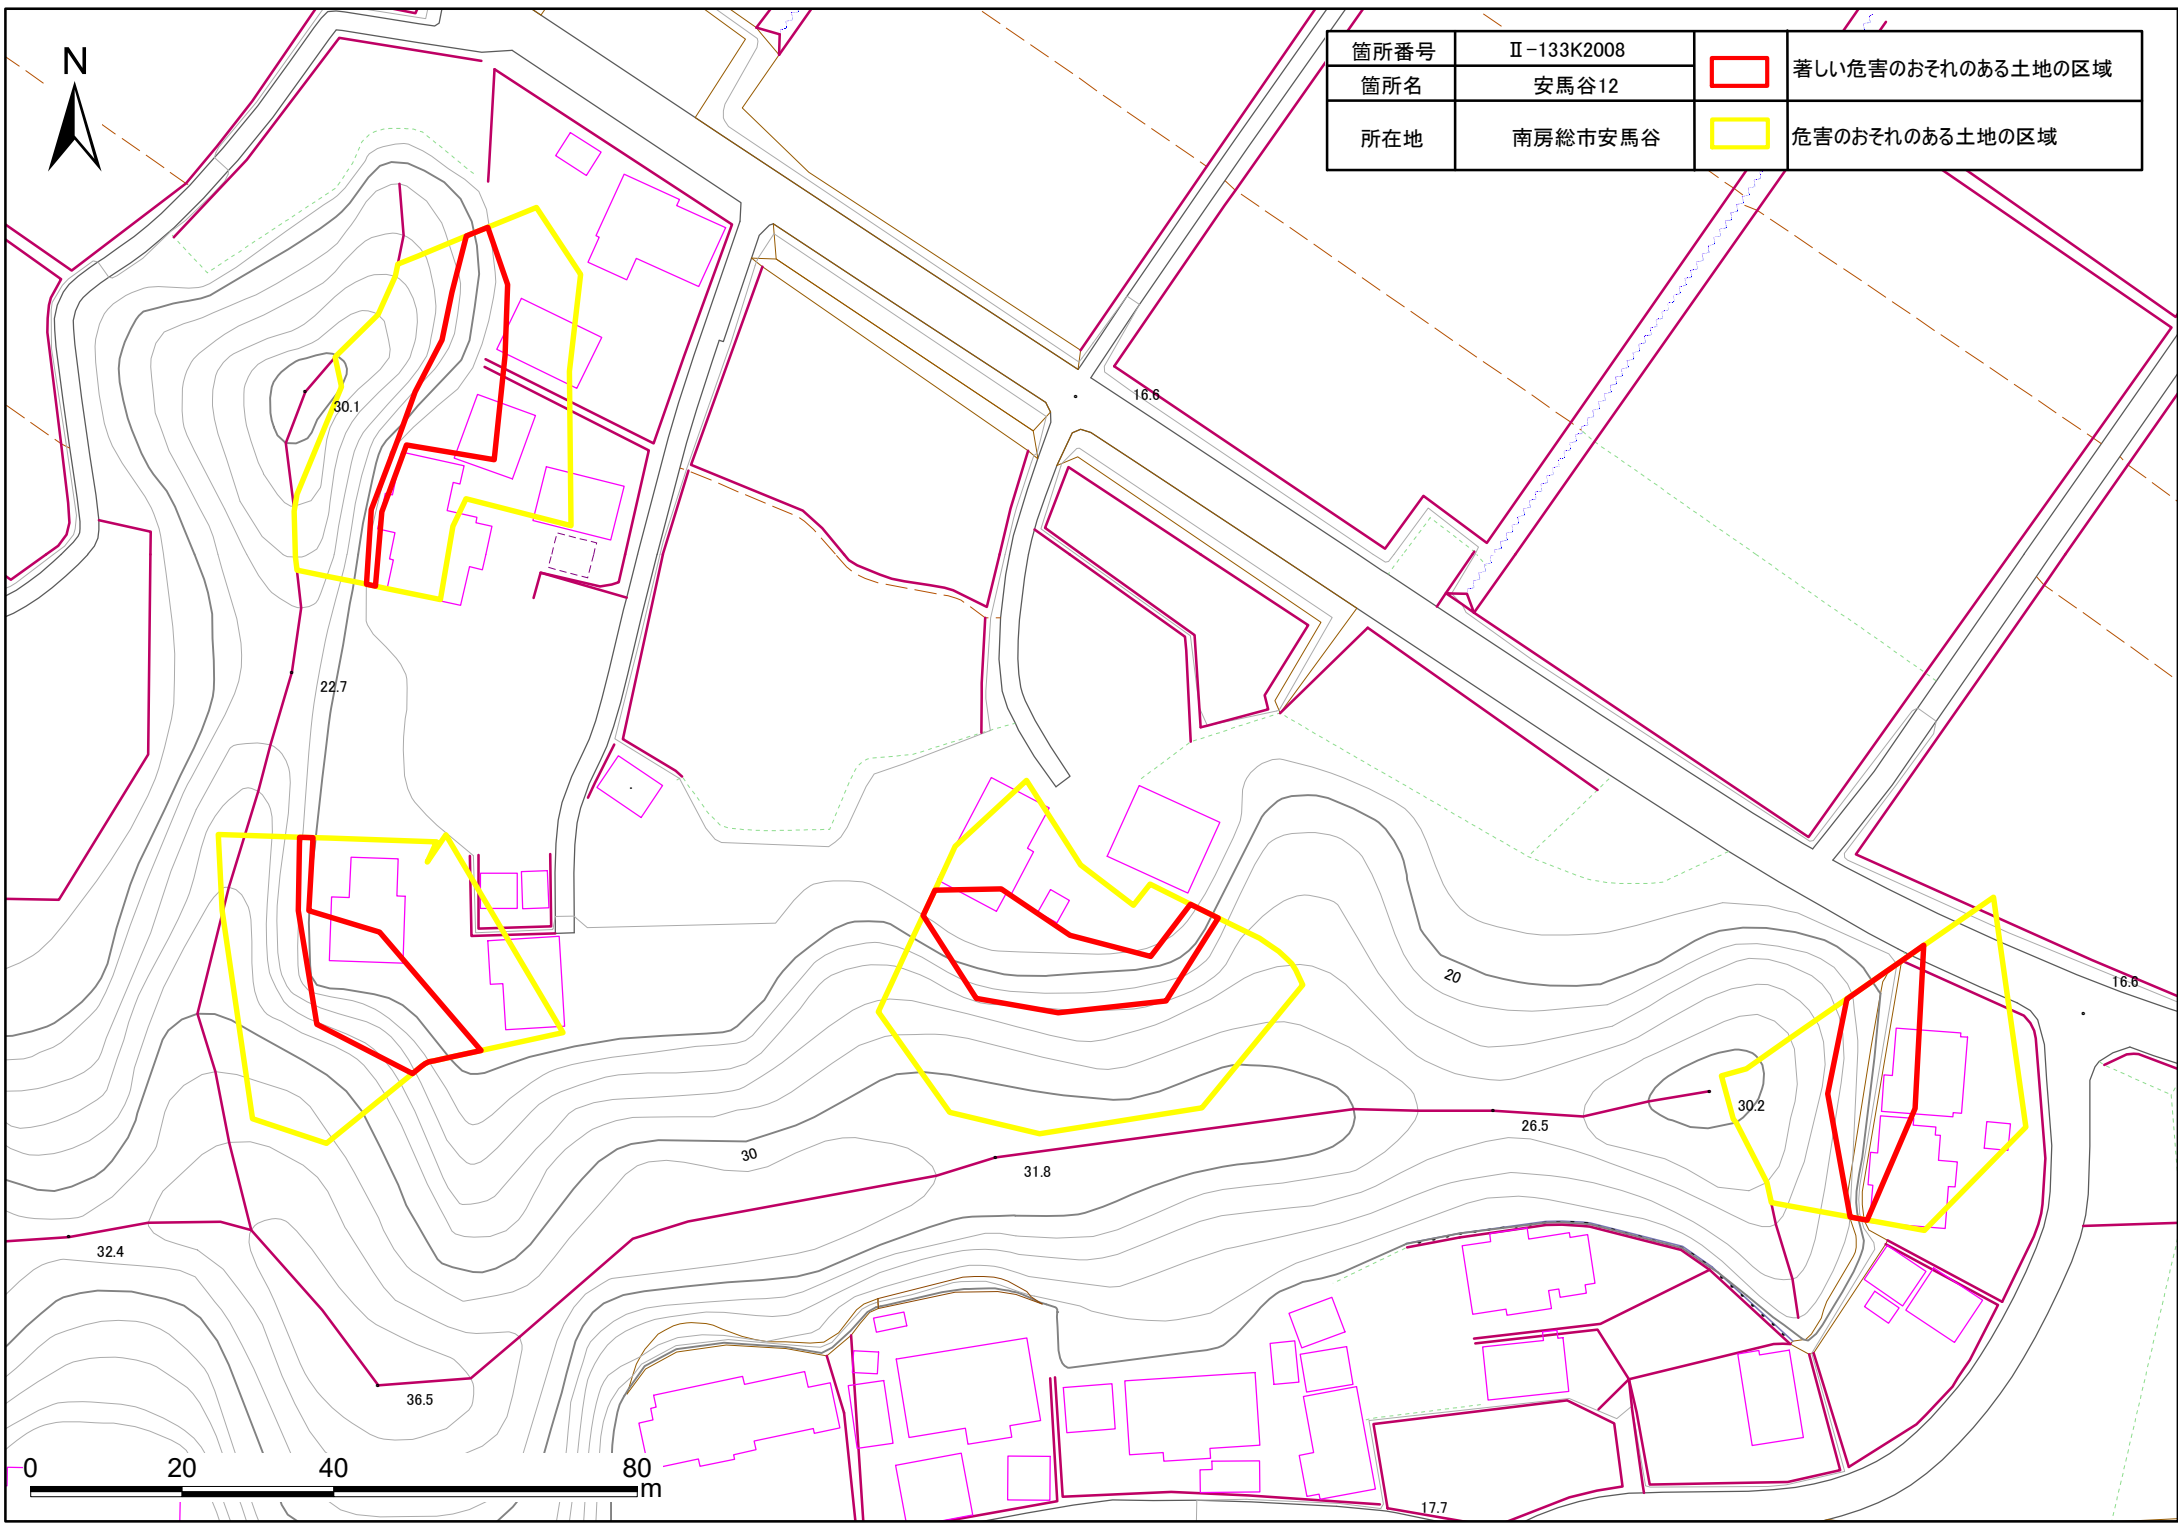 N
箇所番号 Ⅱ-133K2008
著しい危害のおそれのある土地の区域
箇所名 安馬谷12
所在地 南房総市安馬谷
危害のおそれのある土地の区域
16.6
30.1
22.7
20
16.6
30.2
26.5
30
31.8
32.4
36.5
17.7
0 20 40 80
m